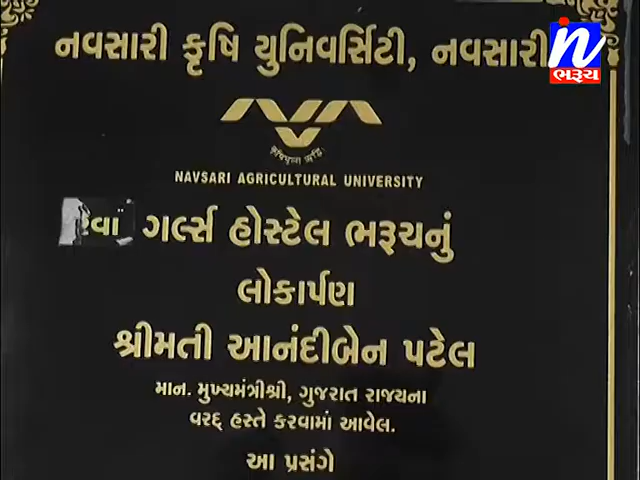 નવસારી કૃષિ યુનિવર્સિટી, નવસારી
ભરૂચ
NAVSARI AGRICULTURAL UNIVERSITY
રેવા ગર્લ્સ હોસ્ટેલ ભરૂચનું
લોકાર્પણ
શ્રીમતી આનંદીબેન પટેલ
માન. મુખ્યમંત્રીશ્રી, ગુજરાત રાજ્યના
વરદ્ હસ્તે કરવામાં આવેલ.
આ પ્રસંગે